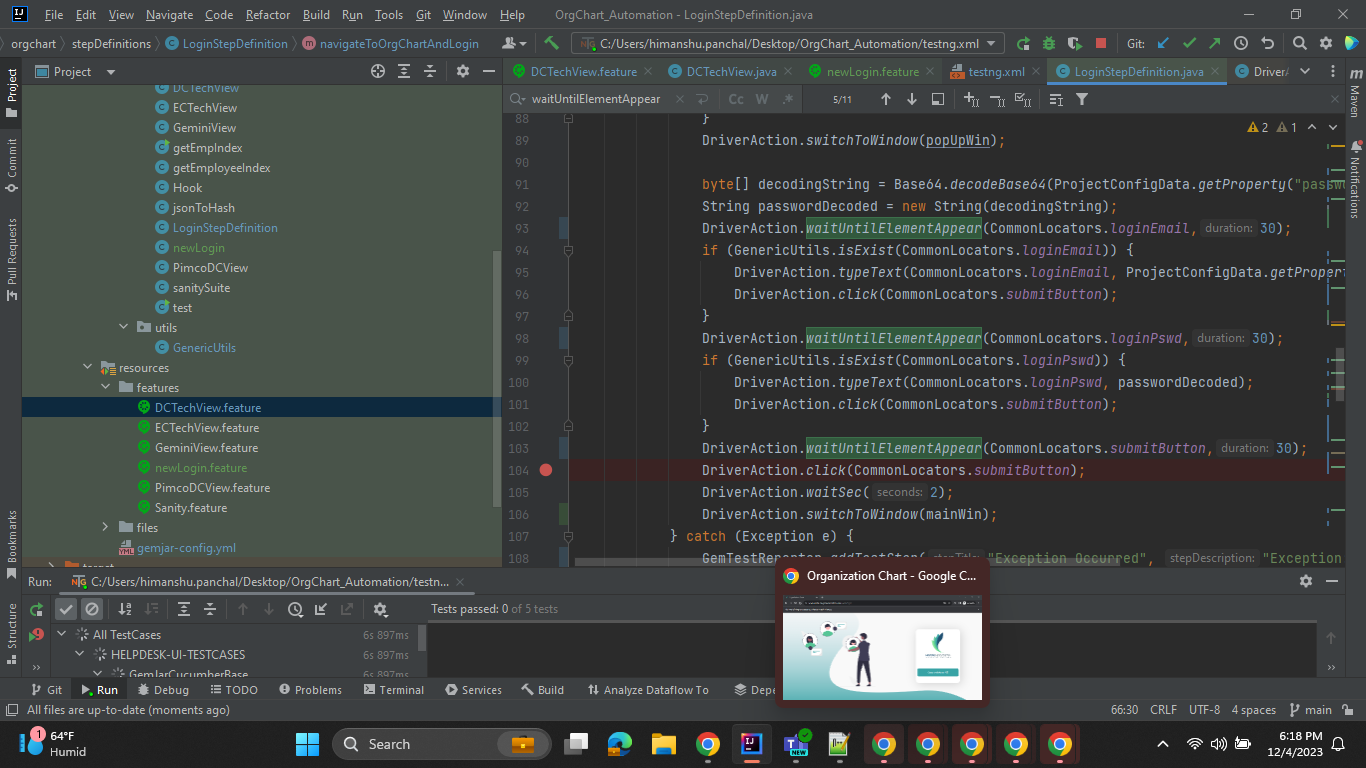 File Edit View Navigate Code Refactor Build Run Tools Git Window Help OrgChart_Automation - LoginStepDefinition.java
orgchart stepDefinitions LoginStepDefinition navigateToOrgChartAndLogin C:/Users/himanshu.panchal/Desktop/OrgChart_Automation/testng.xml Git:
Project
DCTechView.feature DCTechView.java newLogin.feature testng.xml LoginStepDefinition.java DriverA
waitUntilElementAppear Cc W .* 5/11
Project
Commit
Pull Requests
Bookmarks
Structure
Maven
Notifications
DCTechView
ECTechView
GeminiView
getEmpIndex
getEmployeeIndex
Hook
jsonToHash
LoginStepDefinition
newLogin
PimcoDCView
sanitySuite
test
utils
GenericUtils
resources
features
DCTechView.feature
ECTechView.feature
GeminiView.feature
newLogin.feature
PimcoDCView.feature
Sanity.feature
files
gemjar-config.yml
target
2 1
88 }
89 DriverAction.switchToWindow(popUpWin);
90
91 byte[] decodingString = Base64.decodeBase64(ProjectConfigData.getProperty("passw
92 String passwordDecoded = new String(decodingString);
93 DriverAction.waitUntilElementAppear(CommonLocators.loginEmail, duration: 30);
94 if (GenericUtils.isExist(CommonLocators.loginEmail)) {
95 DriverAction.typeText(CommonLocators.loginEmail, ProjectConfigData.getPropert
96 DriverAction.click(CommonLocators.submitButton);
97 }
98 DriverAction.waitUntilElementAppear(CommonLocators.loginPswd, duration: 30);
99 if (GenericUtils.isExist(CommonLocators.loginPswd)) {
100 DriverAction.typeText(CommonLocators.loginPswd, passwordDecoded);
101 DriverAction.click(CommonLocators.submitButton);
102 }
103 DriverAction.waitUntilElementAppear(CommonLocators.submitButton, duration: 30);
104 DriverAction.click(CommonLocators.submitButton);
105 DriverAction.waitSec( seconds: 2);
106 DriverAction.switchToWindow(mainWin);
107 } catch (Exception e) {
108 GemTestReporter.addTestStep( stepTitle: "Exception Occurred", stepDescription: "Exception
Run: C:/Users/himanshu.panchal/Desktop/OrgChart_Automation/testn...
Tests passed: 0 of 5 tests
All TestCases 6s 897ms
HELPDESK-UI-TESTCASES 6s 897ms
GemJarCucumberBase 6s 897ms
Organization Chart - Google C...
Git Run Debug TODO Problems Terminal Services Build Analyze Dataflow To Depe
All files are up-to-date (moments ago) 66:30 CRLF UTF-8 4 spaces main
1 64°F
Humid
Search
NEW
6:18 PM
12/4/2023